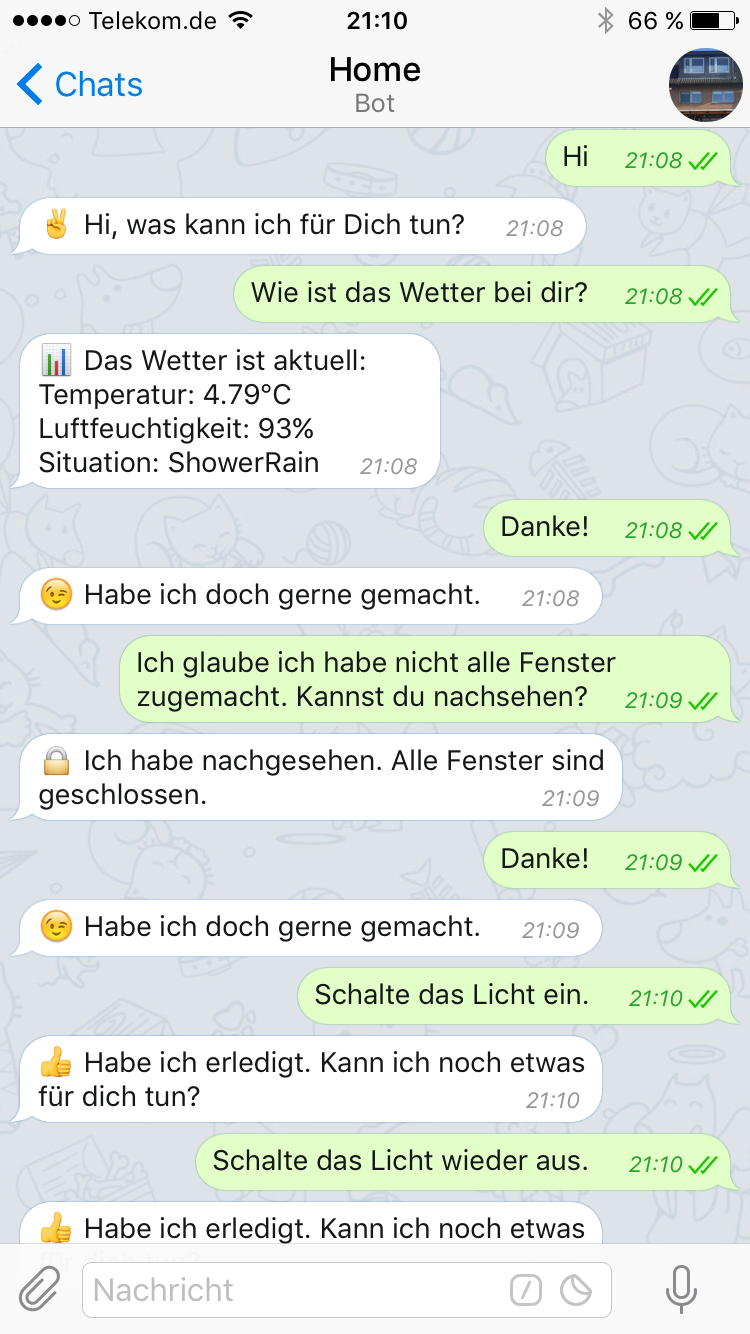 Telekom.de 21:10 66 %
Chats
Home
Bot
Hi 21:08
✌️ Hi, was kann ich für Dich tun? 21:08
Wie ist das Wetter bei dir? 21:08
📊 Das Wetter ist aktuell:
Temperatur: 4.79°C
Luftfeuchtigkeit: 93%
Situation: ShowerRain 21:08
Danke! 21:08
😉 Habe ich doch gerne gemacht. 21:08
Ich glaube ich habe nicht alle Fenster
zugemacht. Kannst du nachsehen? 21:09
🔒 Ich habe nachgesehen. Alle Fenster sind
geschlossen. 21:09
Danke! 21:09
😉 Habe ich doch gerne gemacht. 21:09
Schalte das Licht ein. 21:10
👍 Habe ich erledigt. Kann ich noch etwas
für dich tun? 21:10
Schalte das Licht wieder aus. 21:10
👍 Habe ich erledigt. Kann ich noch etwas
für dich tun?
Nachricht